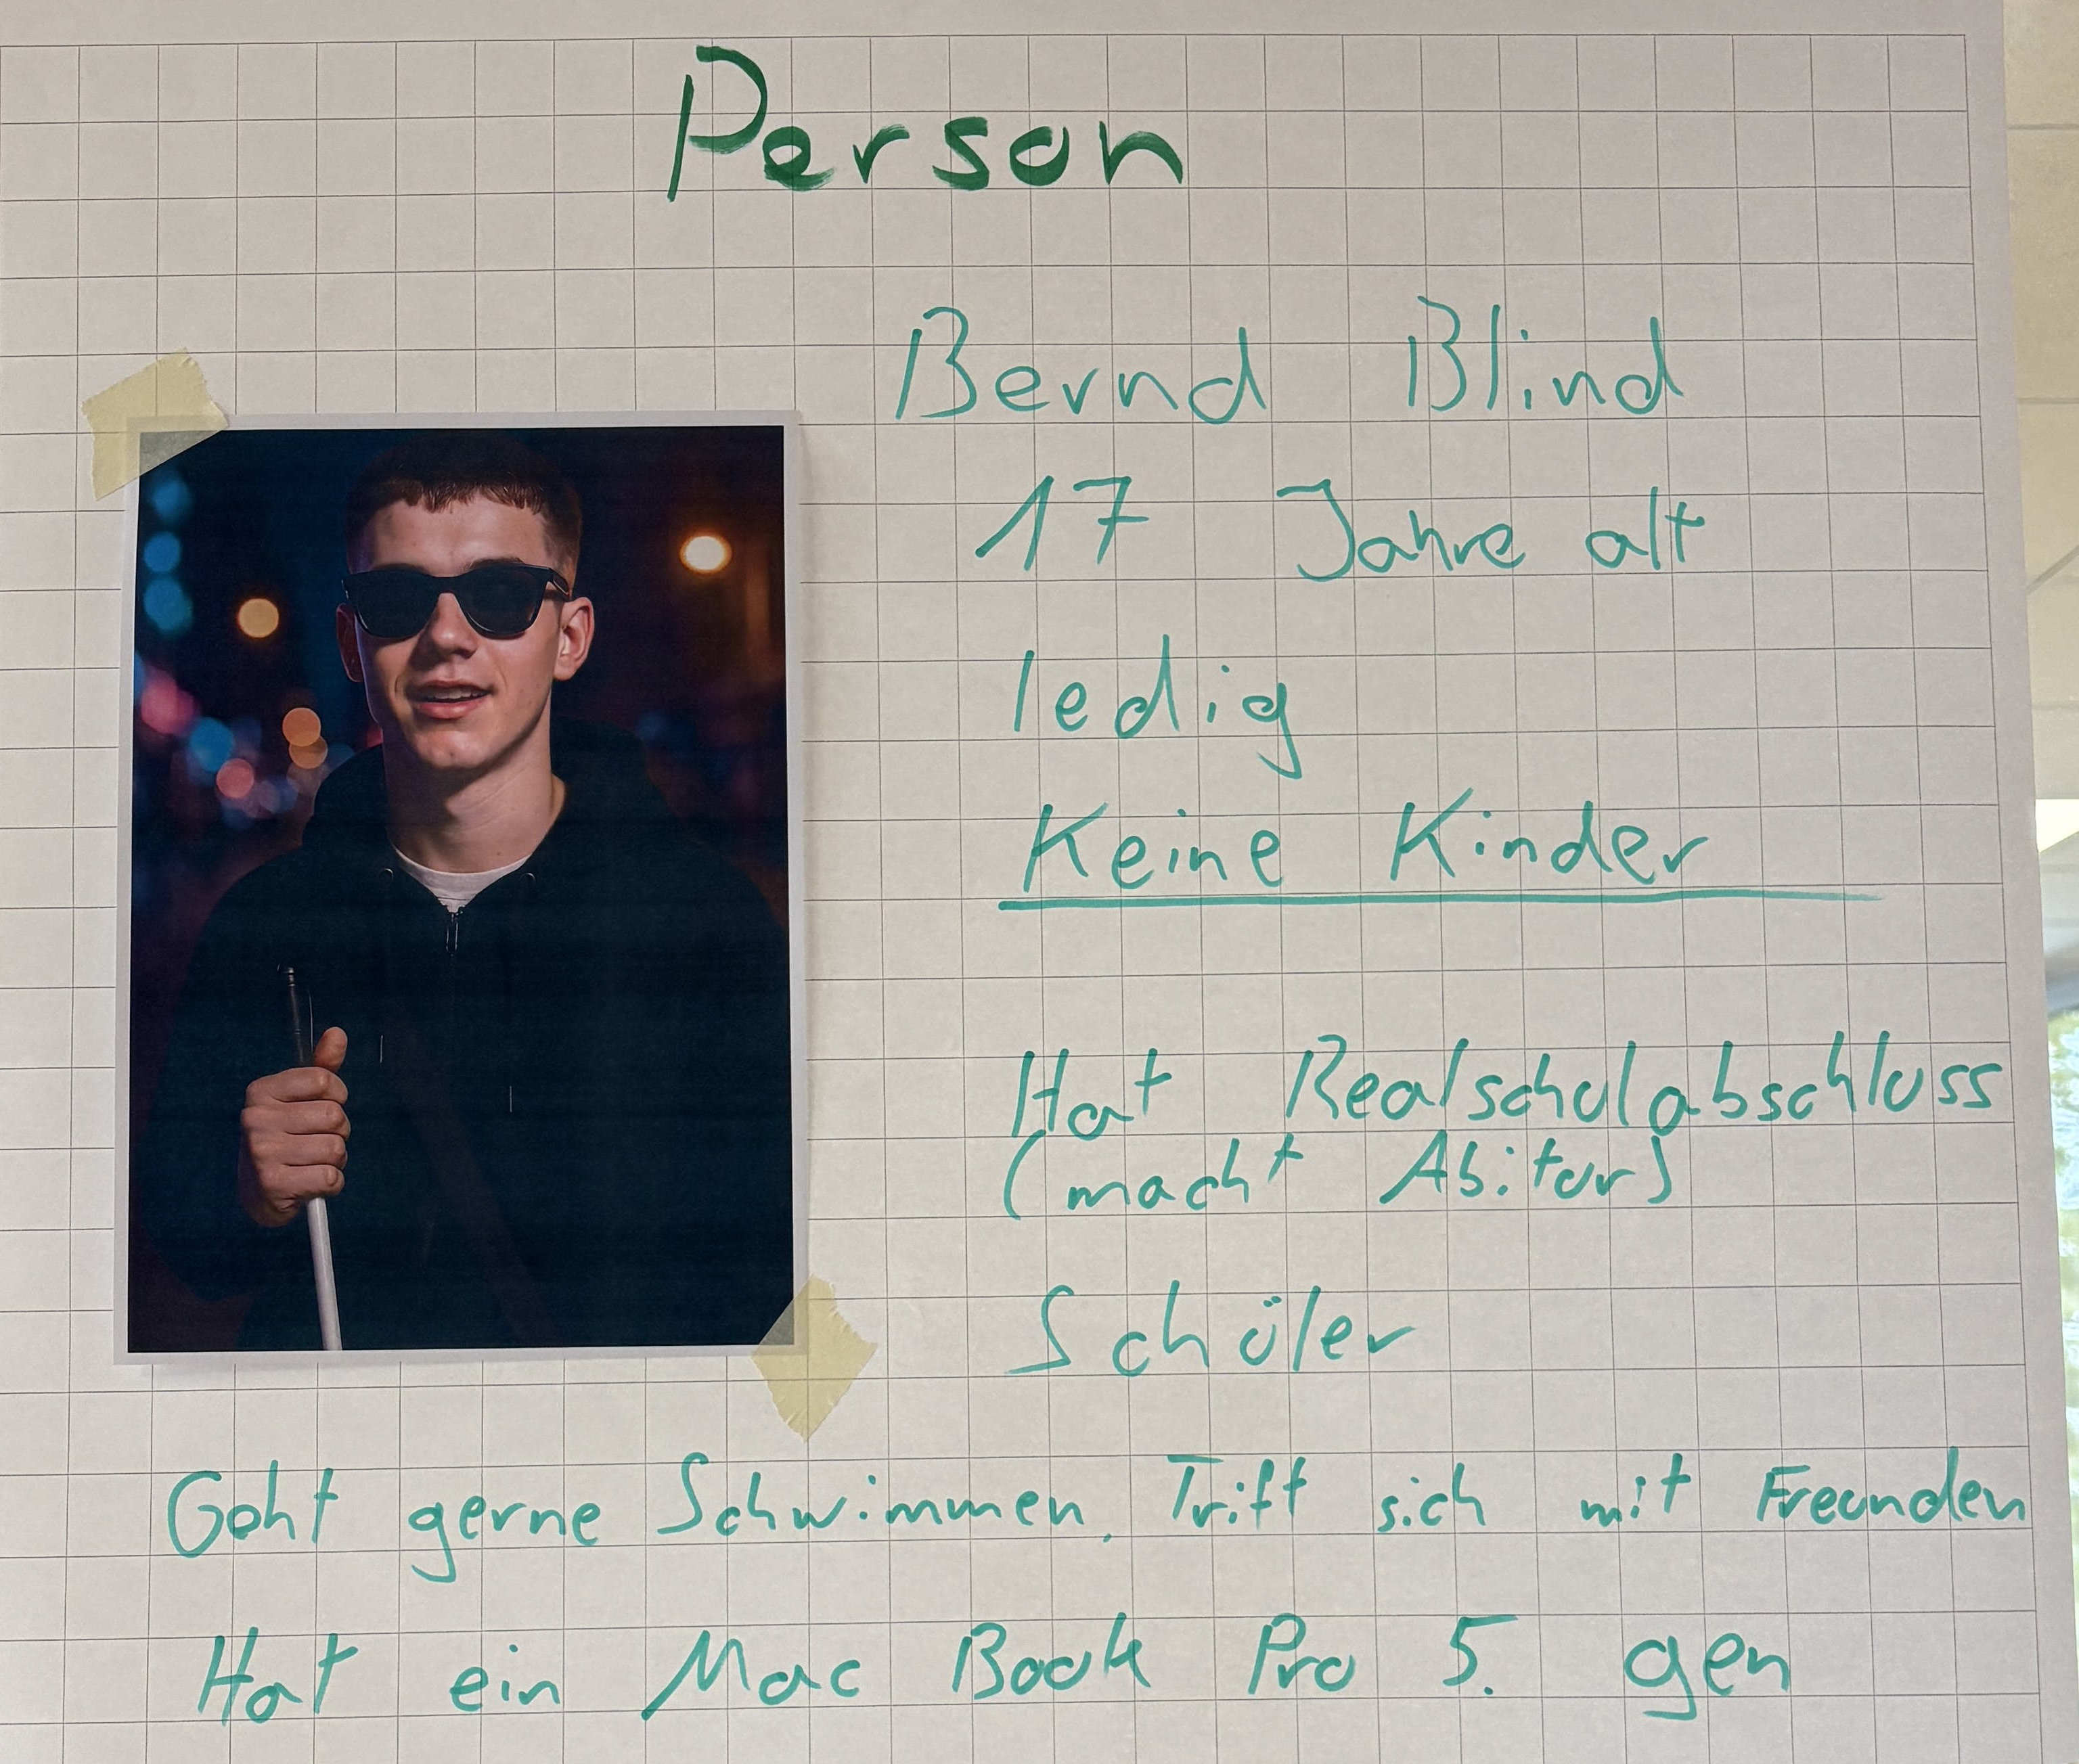 Person
Bernd Blind
17 Jahre alt
ledig
Keine Kinder
Hat Realschulabschluss
(macht Abitur)
Schüler
Geht gerne Schwimmen, Trift sich mit Freunden
Hat ein Mac Book Pro 5. gen